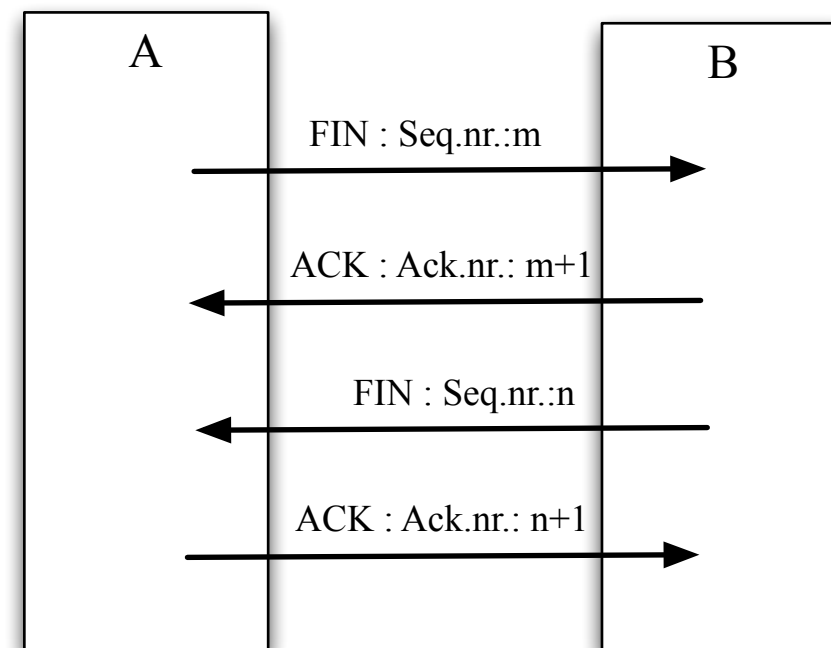 A
B
FIN : Seq.nr.:m
ACK : Ack.nr.: m+1
FIN : Seq.nr.:n
ACK : Ack.nr.: n+1